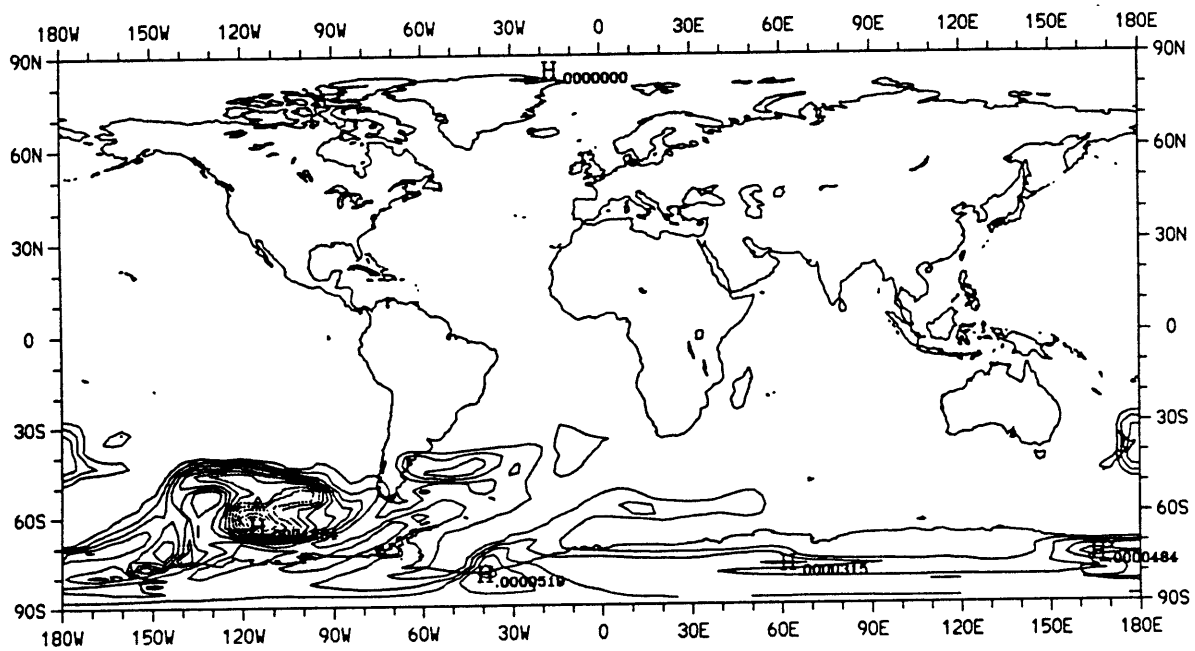 180W 150W 120W 90W 60W 30W 0 30E 60E 90E 120E 150E 180E
90N 90N
H .0000000
60N 60N
30N 30N
0 0
30S 30S
60S 60S
H
H .0000484
H .0000315
H .0000519
90S 90S
180W 150W 120W 90W 60W 30W 0 30E 60E 90E 120E 150E 180E